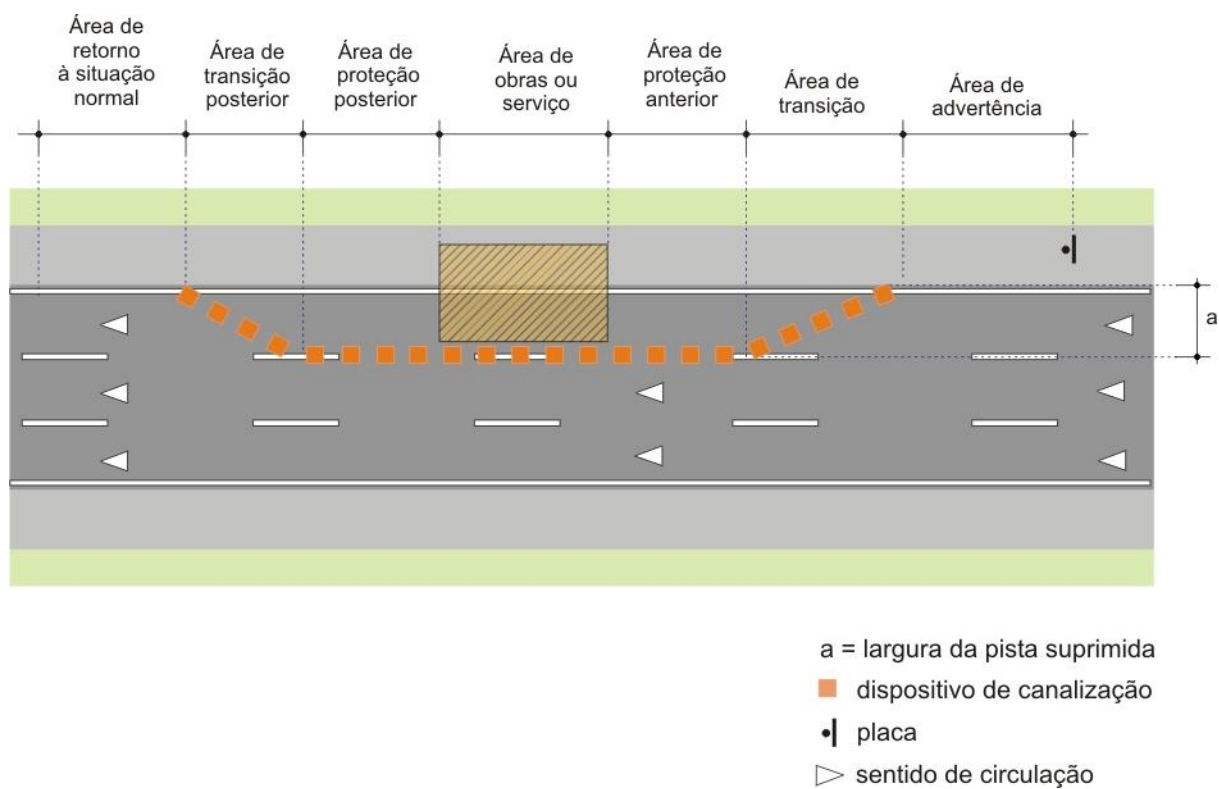 Área de
retorno
à situação
normal
Área de
transição
posterior
Área de
proteção
posterior
Área de
obras ou
serviço
Área de
proteção
anterior
Área de
transição
Área de
advertência
a
a = largura da pista suprimida
dispositivo de canalização
placa
sentido de circulação